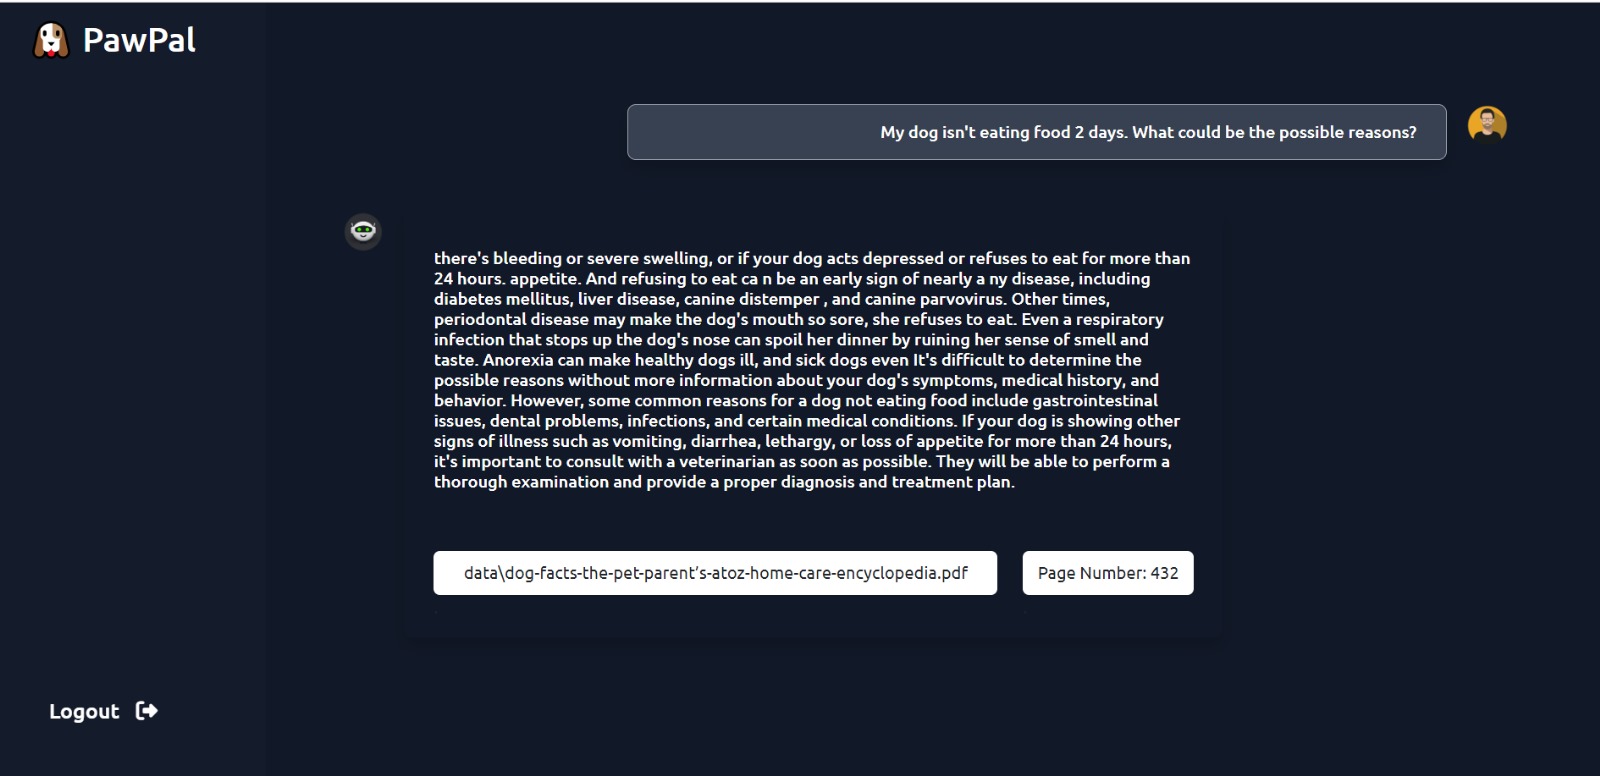 PawPal
My dog isn't eating food 2 days. What could be the possible reasons?
there's bleeding or severe swelling, or if your dog acts depressed or refuses to eat for more than
24 hours. appetite. And refusing to eat ca n be an early sign of nearly a ny disease, including
diabetes mellitus, liver disease, canine distemper , and canine parvovirus. Other times,
periodontal disease may make the dog's mouth so sore, she refuses to eat. Even a respiratory
infection that stops up the dog's nose can spoil her dinner by ruining her sense of smell and
taste. Anorexia can make healthy dogs ill, and sick dogs even It's difficult to determine the
possible reasons without more information about your dog's symptoms, medical history, and
behavior. However, some common reasons for a dog not eating food include gastrointestinal
issues, dental problems, infections, and certain medical conditions. If your dog is showing other
signs of illness such as vomiting, diarrhea, lethargy, or loss of appetite for more than 24 hours,
it's important to consult with a veterinarian as soon as possible. They will be able to perform a
thorough examination and provide a proper diagnosis and treatment plan.
data\dog-facts-the-pet-parent’s-atoz-home-care-encyclopedia.pdf
Page Number: 432
Logout